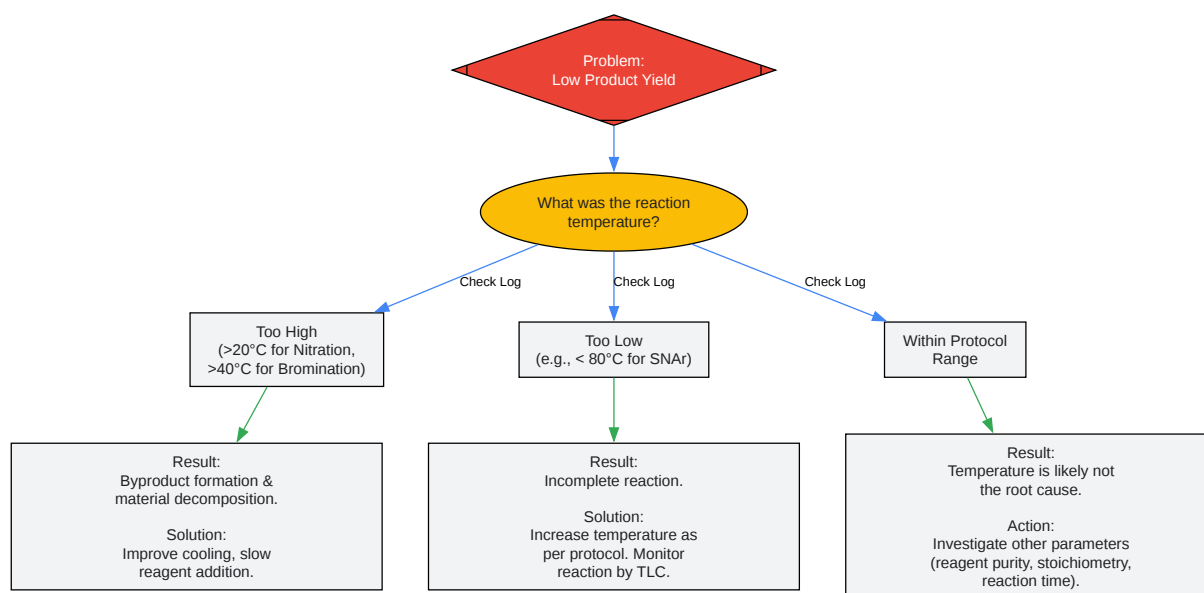 Problem:
Low Product Yield
What was the reaction
temperature?
Check Log
Check Log
Check Log
Too High
(>20°C for Nitration,
>40°C for Bromination)
Too Low
(e.g., < 80°C for SNAr)
Within Protocol
Range
Result:
Byproduct formation &
material decomposition.
Solution:
Improve cooling, slow
reagent addition.
Result:
Incomplete reaction.
Solution:
Increase temperature as
per protocol. Monitor
reaction by TLC.
Result:
Temperature is likely not
the root cause.
Action:
Investigate other parameters
(reagent purity, stoichiometry,
reaction time).